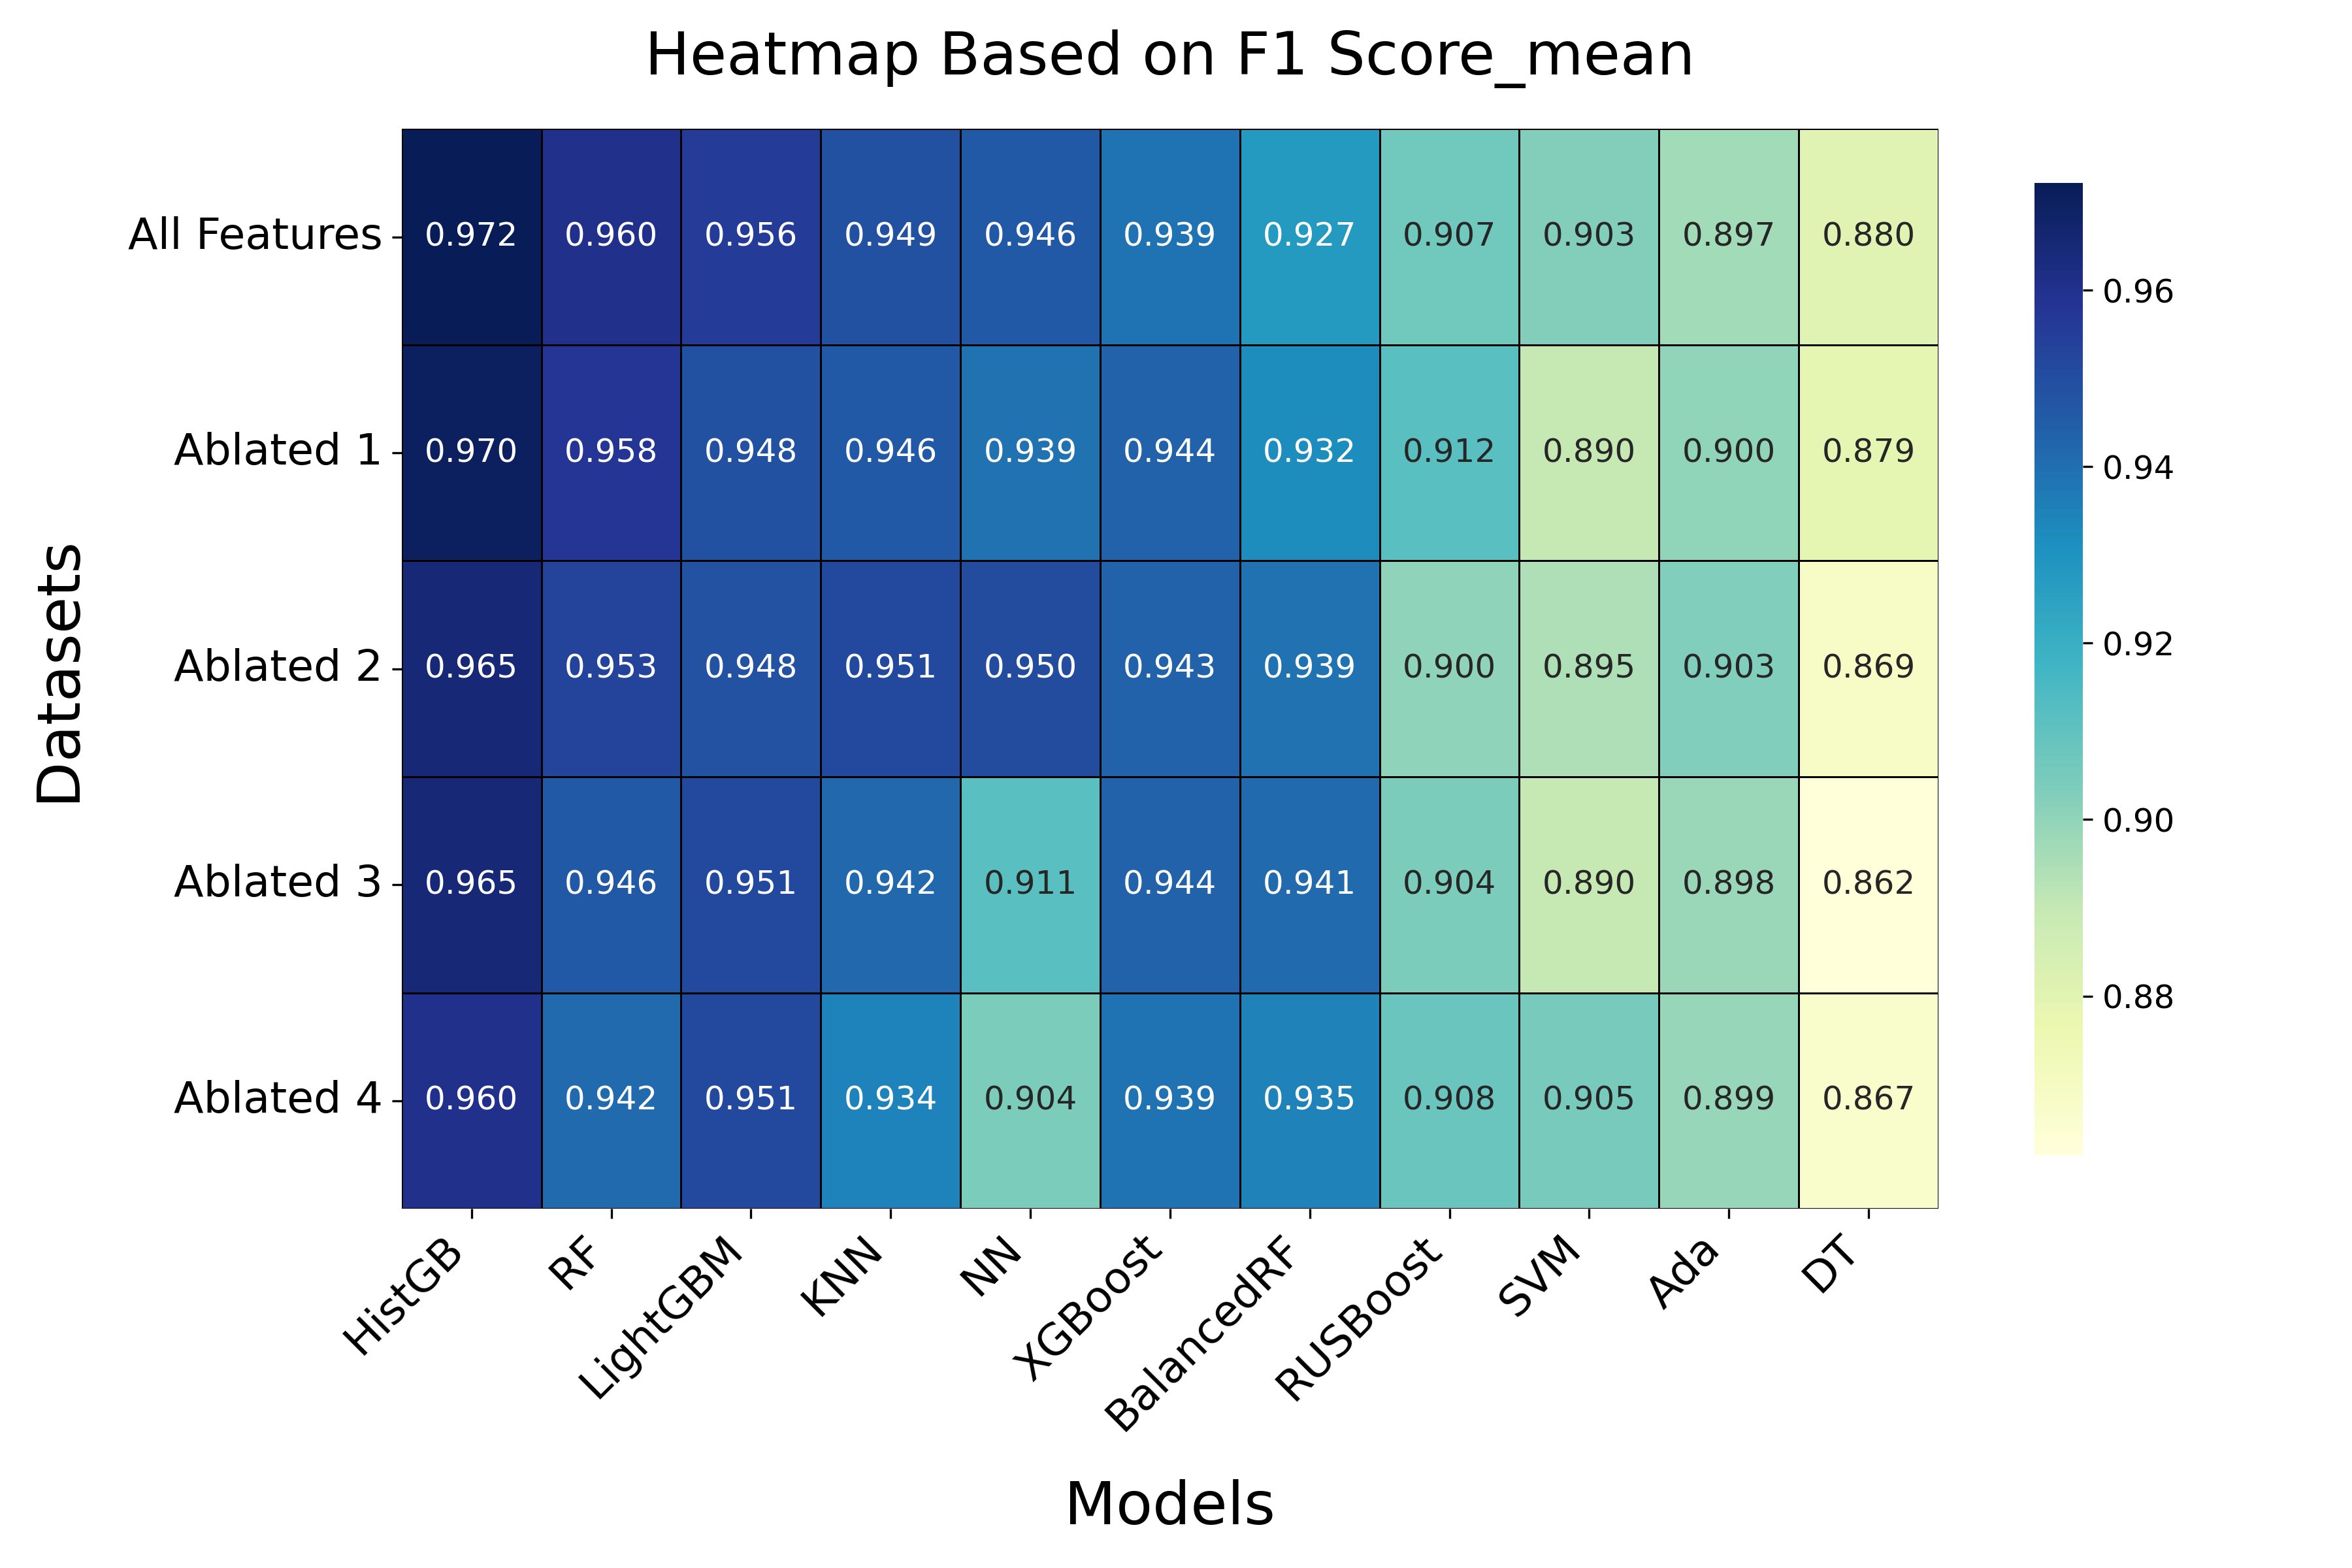 Heatmap Based on F1 Score_mean
Datasets
All Features 0.972 0.960 0.956 0.949 0.946 0.939 0.927 0.907 0.903 0.897 0.880
Ablated 1 0.970 0.958 0.948 0.946 0.939 0.944 0.932 0.912 0.890 0.900 0.879
Ablated 2 0.965 0.953 0.948 0.951 0.950 0.943 0.939 0.900 0.895 0.903 0.869
Ablated 3 0.965 0.946 0.951 0.942 0.911 0.944 0.941 0.904 0.890 0.898 0.862
Ablated 4 0.960 0.942 0.951 0.934 0.904 0.939 0.935 0.908 0.905 0.899 0.867
HistGB RF LightGBM KNN NN XGBoost BalancedRF RUSBoost SVM Ada DT
Models
0.96
0.94
0.92
0.90
0.88